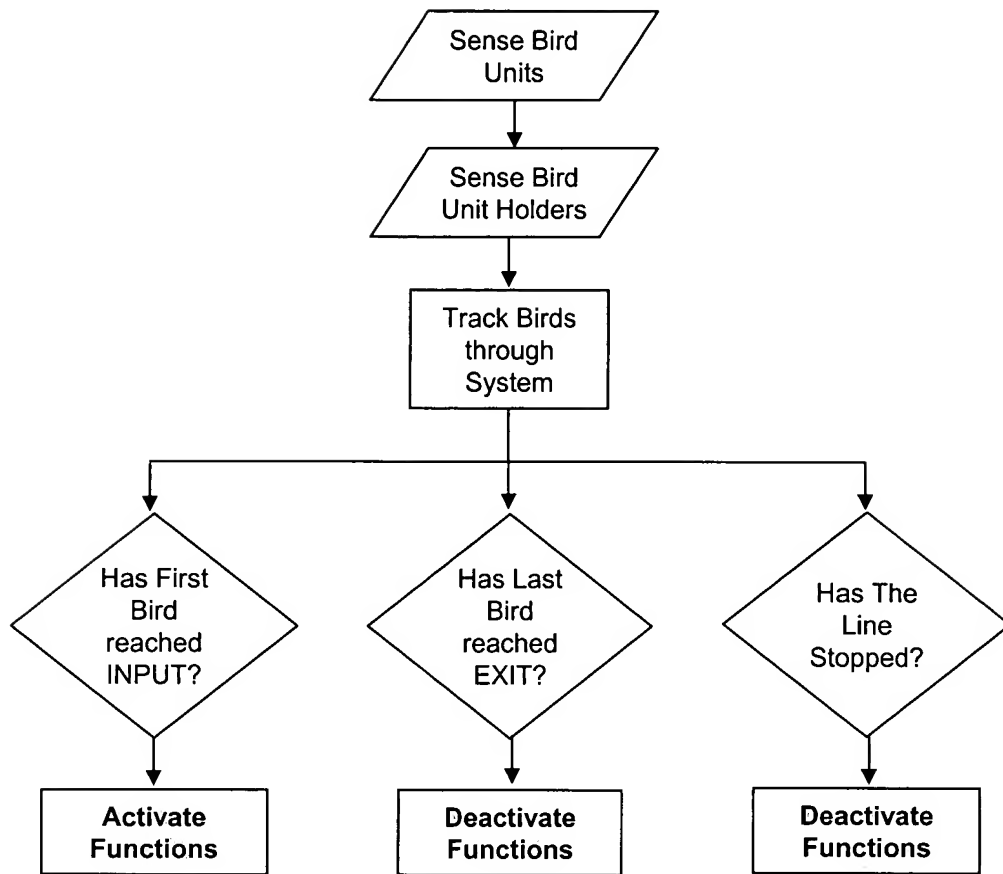 Sense Bird
Units
Sense Bird
Unit Holders
Track Birds
through
System
Has First
Bird
reached
INPUT?
Has Last
Bird
reached
EXIT?
Has The
Line
Stopped?
Activate
Functions
Deactivate
Functions
Deactivate
Functions